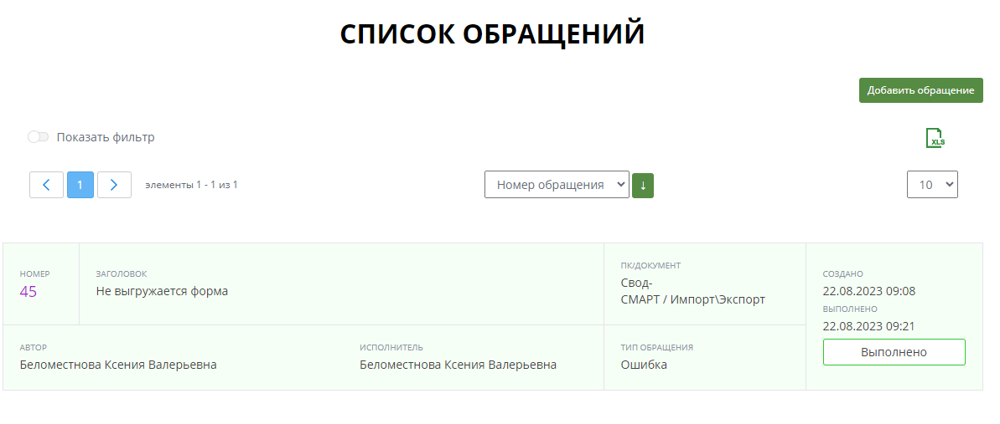 СПИСОК ОБРАЩЕНИЙ
Добавить обращение
Показать фильтр
XLS
1
элементы 1 - 1 из 1
Номер обращения
↓
10
НОМЕР
45
ЗАГОЛОВОК
Не выгружается форма
ПК/ДОКУМЕНТ
Свод-
СМАРТ / Импорт\Экспорт
СОЗДАНО
22.08.2023 09:08
ВЫПОЛНЕНО
22.08.2023 09:21
Выполнено
АВТОР
Беломестнова Ксения Валерьевна
ИСПОЛНИТЕЛЬ
Беломестнова Ксения Валерьевна
ТИП ОБРАЩЕНИЯ
Ошибка